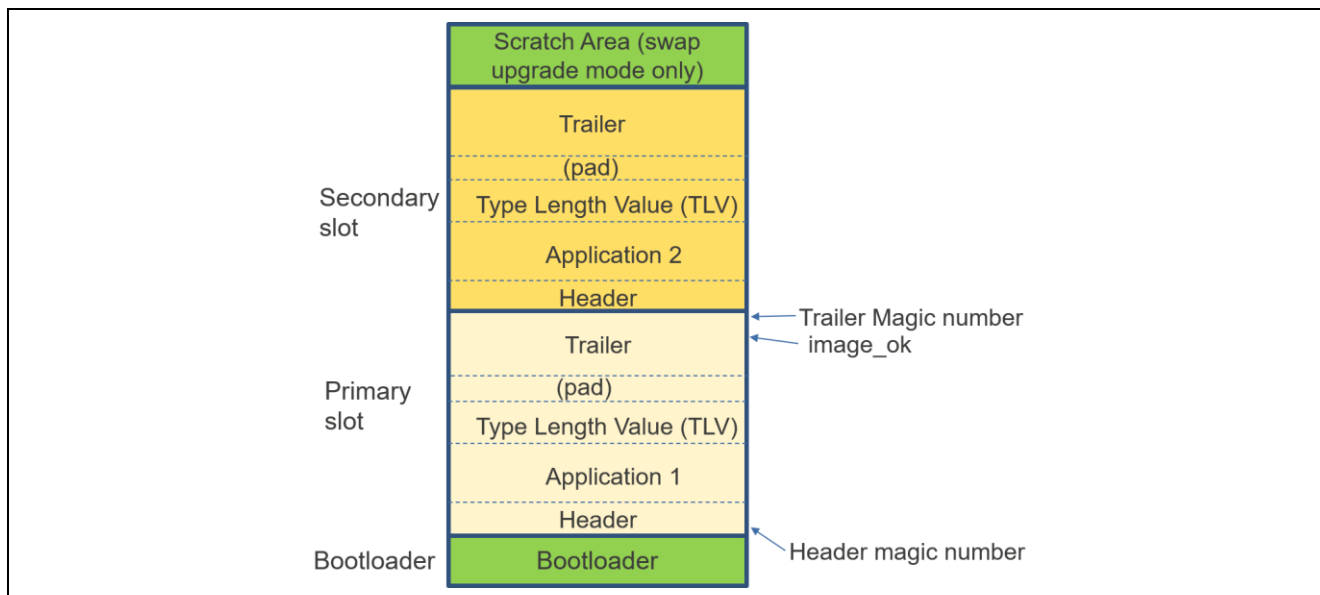 Scratch Area (swap
upgrade mode only)
Trailer
(pad)
Secondary
slot
Type Length Value (TLV)
Application 2
Header
Trailer Magic number
image_ok
Trailer
(pad)
Primary
slot
Type Length Value (TLV)
Application 1
Header
Header magic number
Bootloader
Bootloader